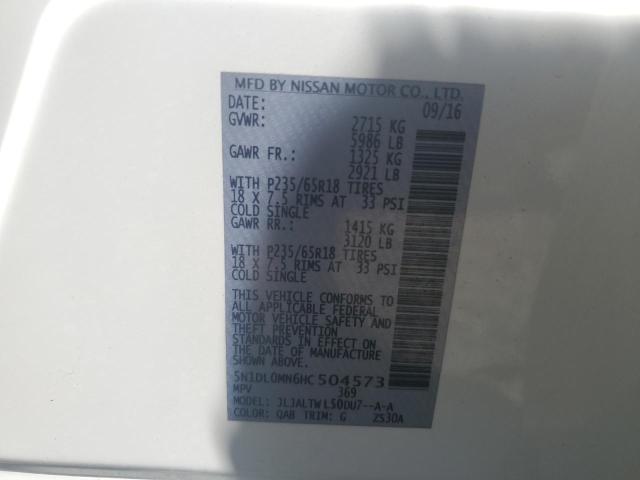 MFD BY NISSAN MOTOR CO., LTD.
DATE: 09/16
GVWR: 2715 KG
5986 LB
GAWR FR.: 1325 KG
2921 LB
WITH P235/65R18 TIRES
18 X 7.5 RIMS AT 33 PSI
COLD SINGLE
GAWR RR.: 1415 KG
3120 LB
WITH P235/65R18 TIRES
18 X 7.5 RIMS AT 33 PSI
COLD SINGLE
THIS VEHICLE CONFORMS TO
ALL APPLICABLE FEDERAL
MOTOR VEHICLE SAFETY AND
THEFT PREVENTION
STANDARDS IN EFFECT ON
THE DATE OF MANUFACTURE SHOWN
ABOVE.
5N1DL0MN6HC504573
MPV 369
MODEL: JLJALTWL50DU7--A-A
COLOR: QAB TRIM: G 2530A